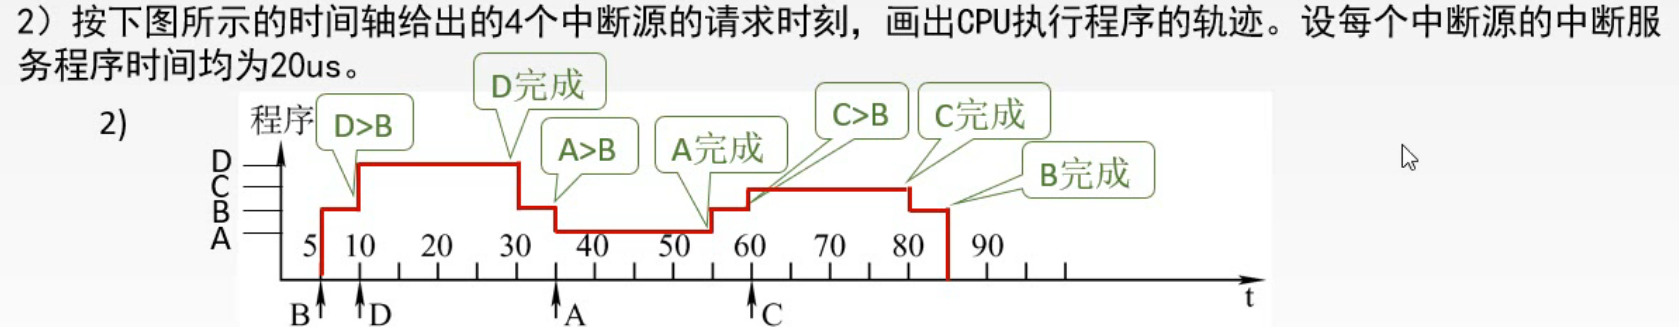 2）按下图所示的时间轴给出的4个中断源的请求时刻，画出CPU执行程序的轨迹。设每个中断源的中断服
务程序时间均为20us。
2)
程序
D>B
D完成
A>B
A完成
C>B
C完成
B完成
D
C
B
A
5 10 20 30 40 50 60 70 80 90
t
B D A C